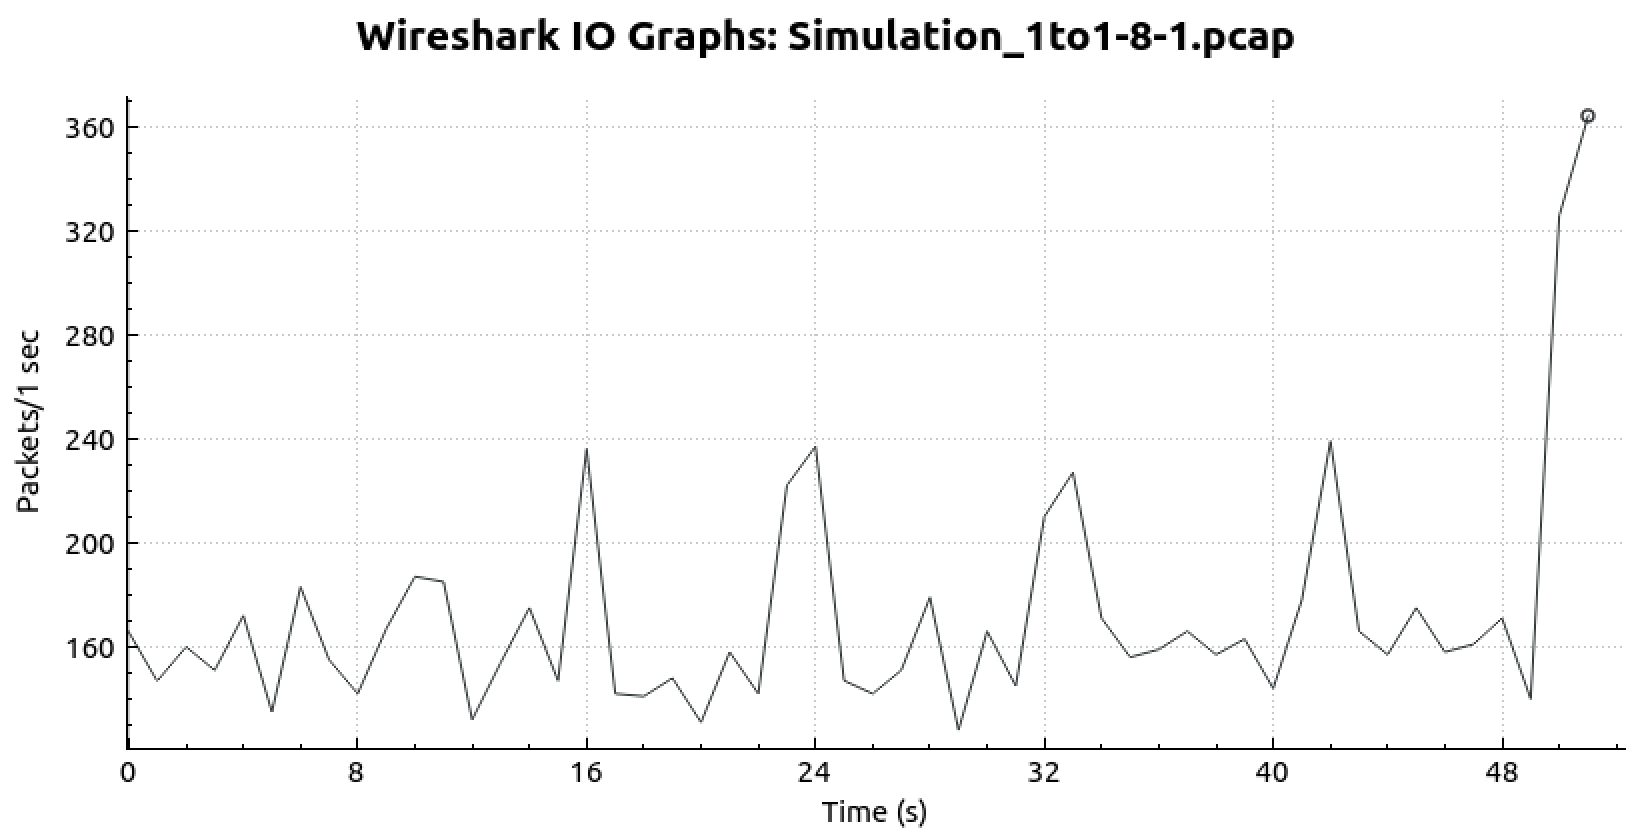 Wireshark IO Graphs: Simulation_1to1-8-1.pcap
360
320
280
240
200
160
Packets/1 sec
0 8 16 24 32 40 48
Time (s)